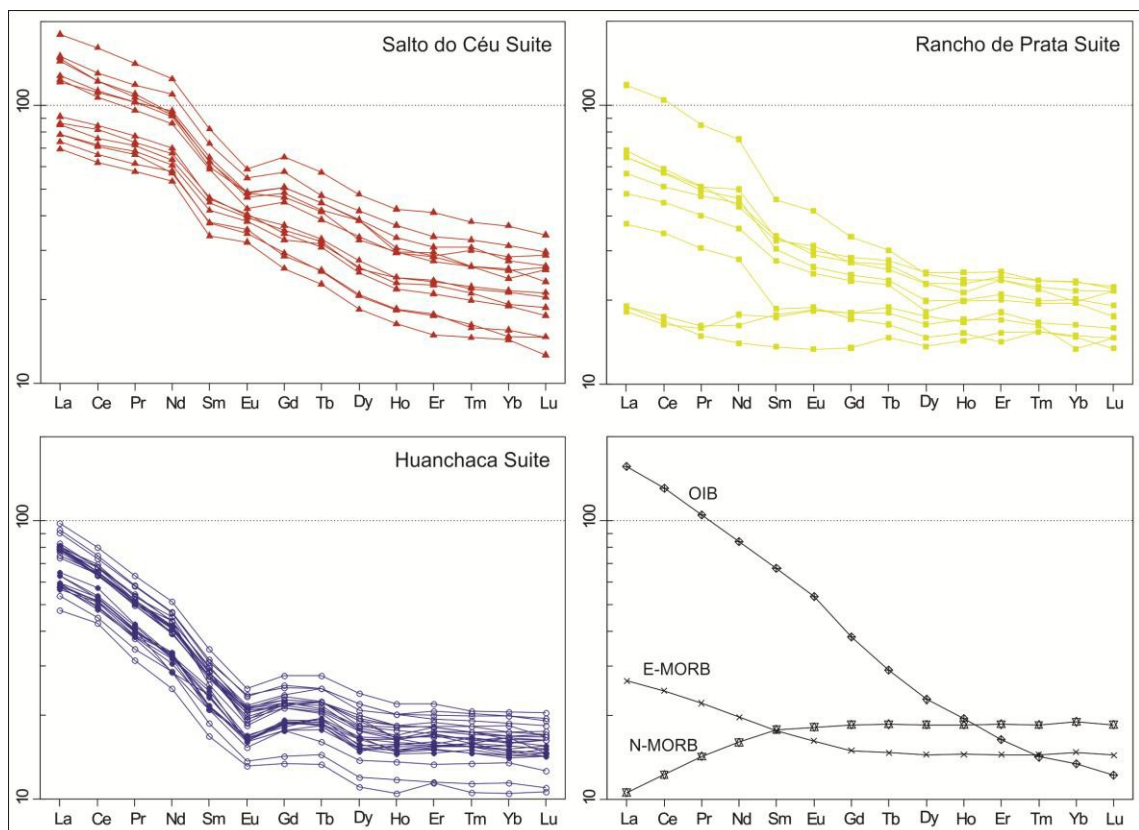 Salto do Céu Suite
100
10
La Ce Pr Nd Sm Eu Gd Tb Dy Ho Er Tm Yb Lu
Rancho de Prata Suite
100
10
La Ce Pr Nd Sm Eu Gd Tb Dy Ho Er Tm Yb Lu
Huanchaca Suite
100
10
La Ce Pr Nd Sm Eu Gd Tb Dy Ho Er Tm Yb Lu
OIB
100
E-MORB
N-MORB
10
La Ce Pr Nd Sm Eu Gd Tb Dy Ho Er Tm Yb Lu